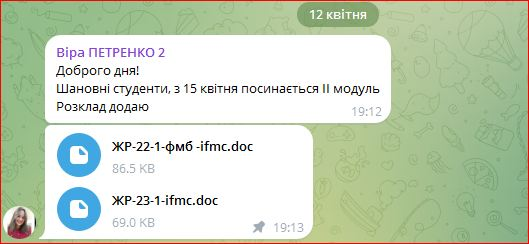 12 квітня
Віра ПЕТРЕНКО 2
Доброго дня!
Шановні студенти, з 15 квітня посинається ІІ модуль
Розклад додаю
19:12
ЖР-22-1-фмб -ifmc.doc
86.5 KB
ЖР-23-1-ifmc.doc
69.0 KB
19:13